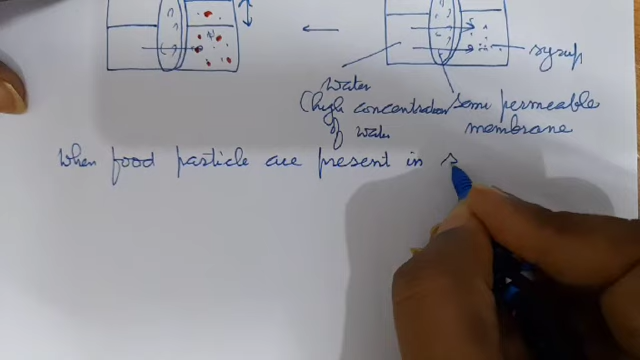 syrup
water
(high concentration
of water
semi permeable
membrane
When food particle are present in s